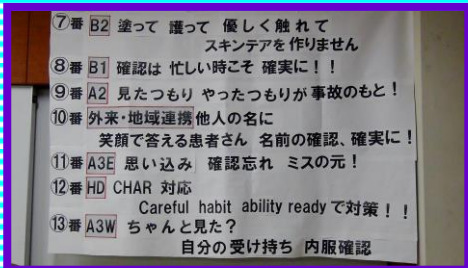 ⑦番 B2 塗って 護って 優しく触れて
スキンテアを作りません
⑧番 B1 確認は 忙しい時こそ 確実に！！
⑨番 A2 見たつもり やったつもりが 事故のもと！
⑩番 外来・地域連携 他人の名に
笑顔で答える患者さん 名前の確認、確実に！
⑪番 A3E 思い込み 確認忘れ ミスの元！
⑫番 HD CHAR 対応
Careful habit ability ready で対策！！
⑬番 A3W ちゃんと見た？
自分の受け持ち 内服確認